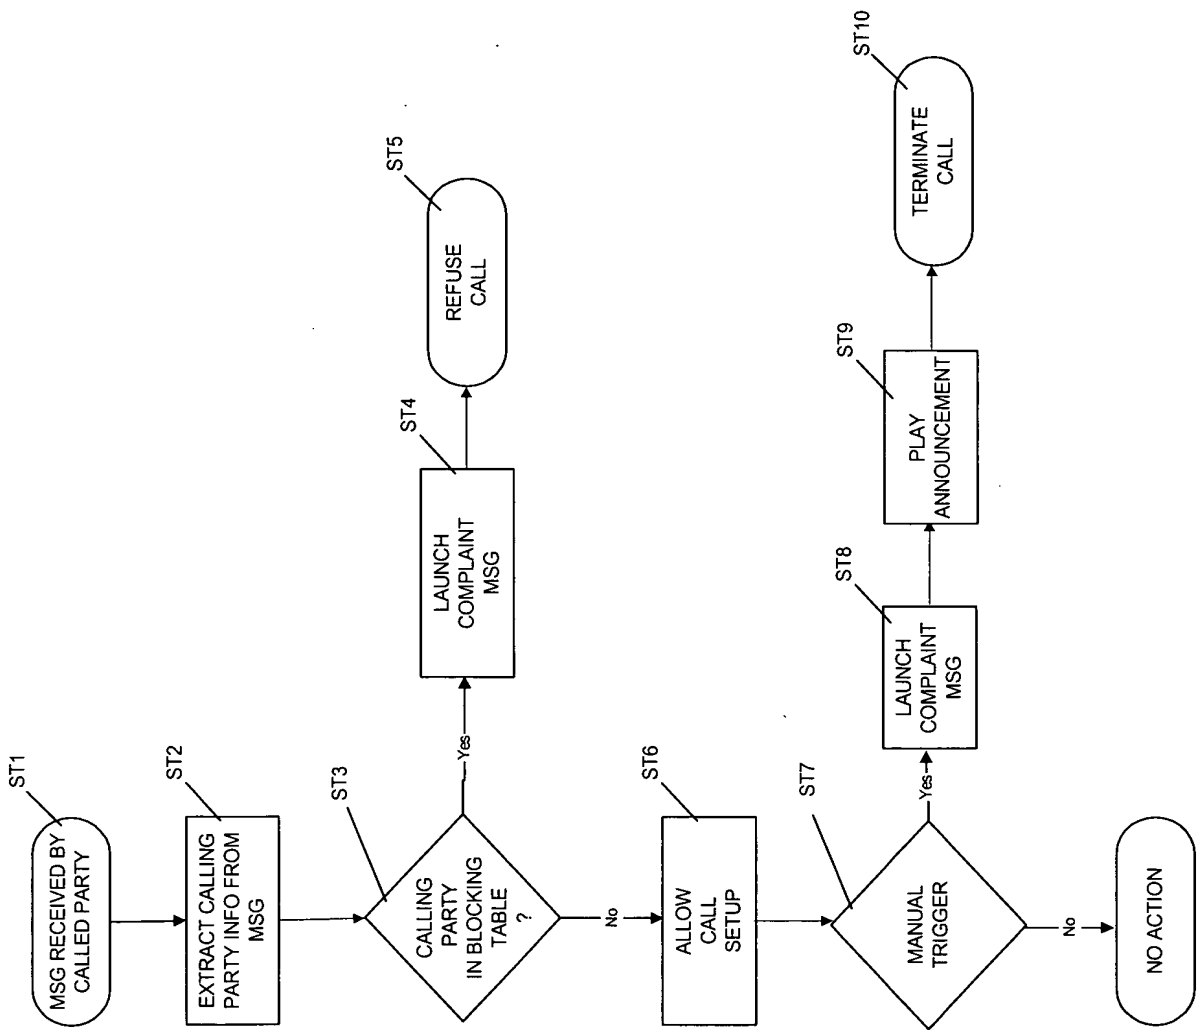 ST1
MSG RECEIVED BY
CALLED PARTY
ST2
EXTRACT CALLING
PARTY INFO FROM
MSG
ST3
CALLING
PARTY
IN BLOCKING
TABLE
?
Yes
ST4
LAUNCH
COMPLAINT
MSG
ST5
REFUSE
CALL
No
ST6
ALLOW
CALL
SETUP
ST7
MANUAL
TRIGGER
Yes
ST8
LAUNCH
COMPLAINT
MSG
ST9
PLAY
ANNOUNCEMENT
ST10
TERMINATE
CALL
No
NO ACTION